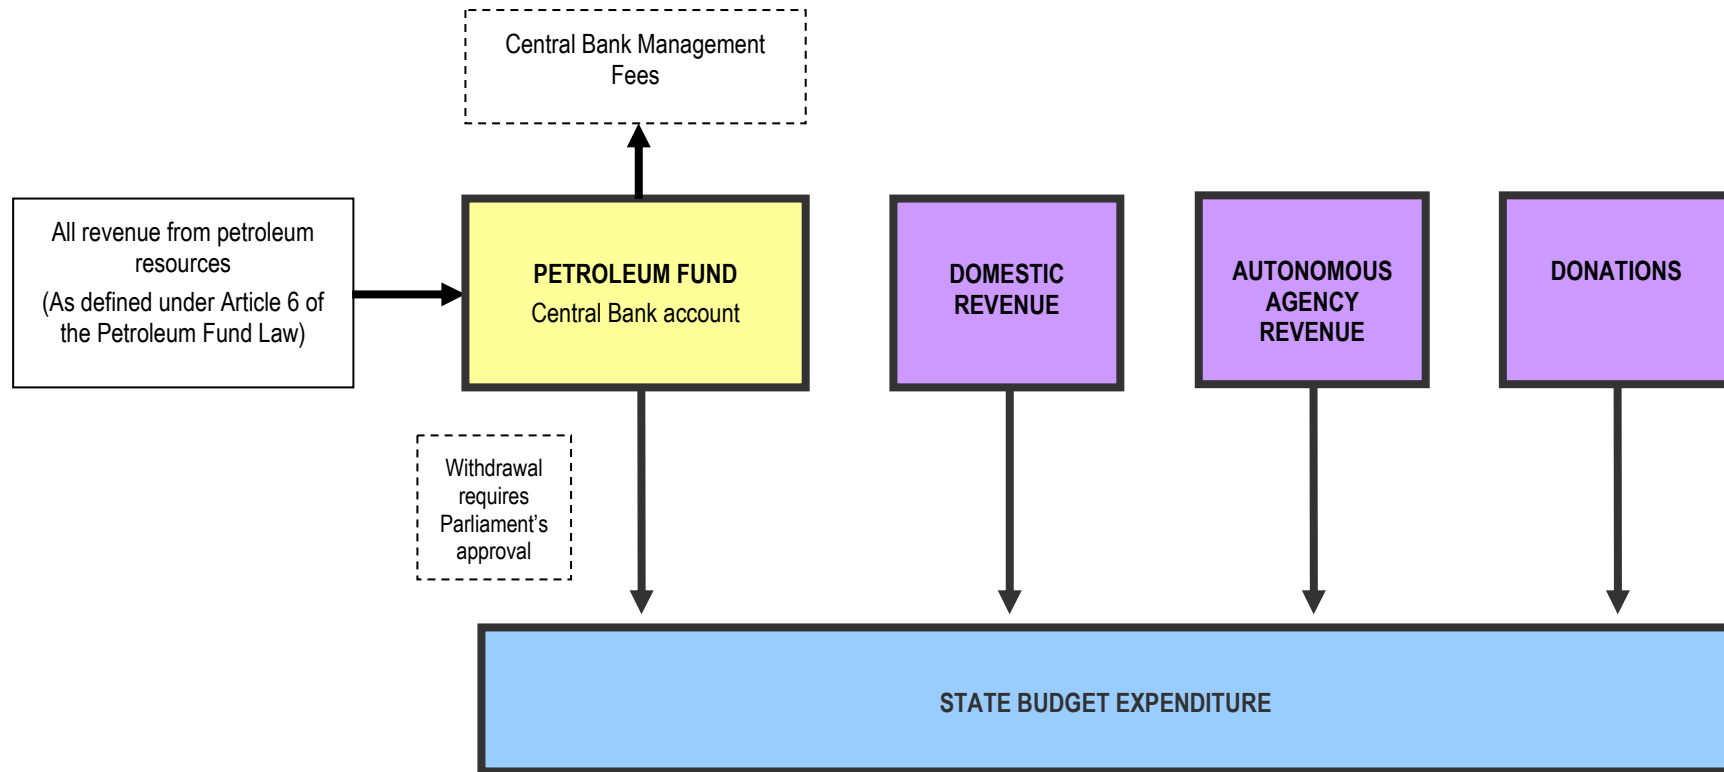 Central Bank Management
Fees
All revenue from petroleum
resources
(As defined under Article 6 of
the Petroleum Fund Law)
PETROLEUM FUND
Central Bank account
DOMESTIC
REVENUE
AUTONOMOUS
AGENCY
REVENUE
DONATIONS
Withdrawal
requires
Parliament’s
approval
STATE BUDGET EXPENDITURE